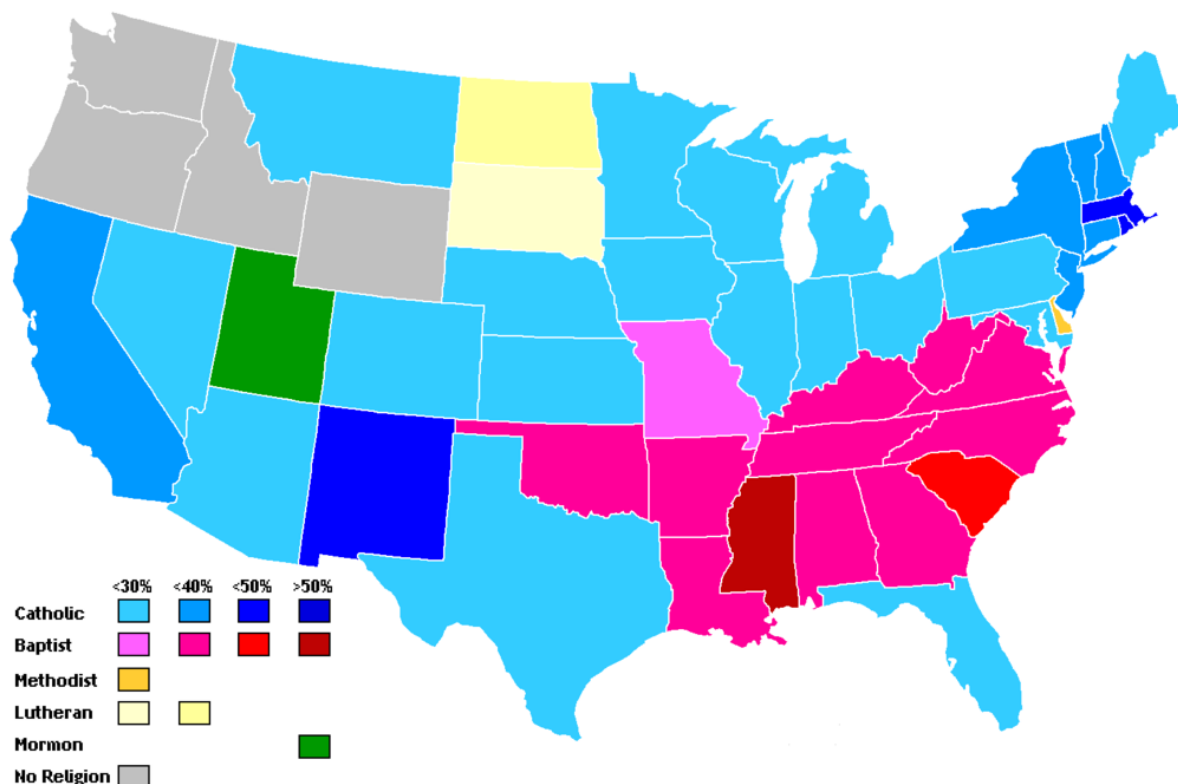 <30% <40% <50% >50%
Catholic
Baptist
Methodist
Lutheran
Mormon
No Religion